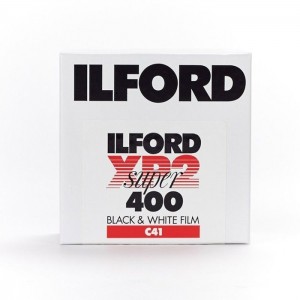 ILFORD
ILFORD
XP2
super
400
BLACK & WHITE FILM
C41